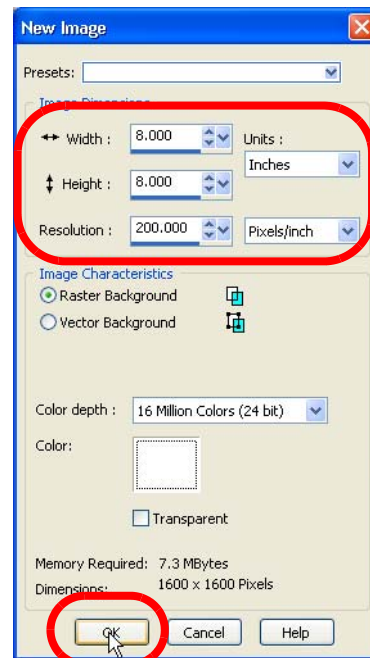 New Image
Presets:
Image Dimensions
Width : 8.000 Units :
Inches
Height : 8.000
Resolution : 200.000 Pixels/inch
Image Characteristics
Raster Background
Vector Background
Color depth : 16 Million Colors (24 bit)
Color:
Transparent
Memory Required: 7.3 MBytes
Dimensions: 1600 x 1600 Pixels
OK Cancel Help